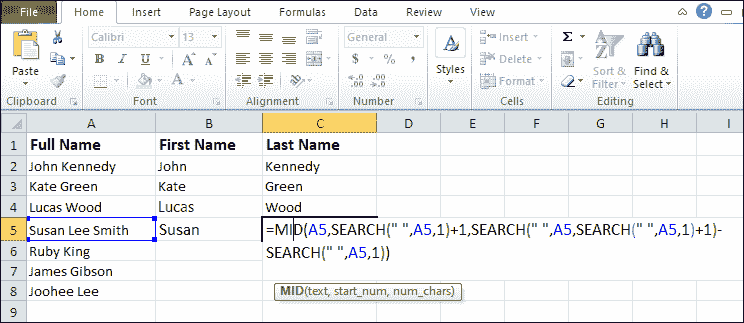 File Home Insert Page Layout Formulas Data Review View
Calibri 13 General
Paste B I U A A $ % , Styles Insert Σ
Delete Sort & Find &
Format Filter Select
Clipboard Font Alignment Number Cells Editing
A B C D E F G H I
1 Full Name First Name Last Name
2 John Kennedy John Kennedy
3 Kate Green Kate Green
4 Lucas Wood Lucas Wood
5 Susan Lee Smith Susan =MID(A5,SEARCH(" ",A5,1)+1,SEARCH(" ",A5,SEARCH(" ",A5,1)+1)-
6 Ruby King SEARCH(" ",A5,1))
7 James Gibson
8 Joohee Lee MID(text, start_num, num_chars)
9